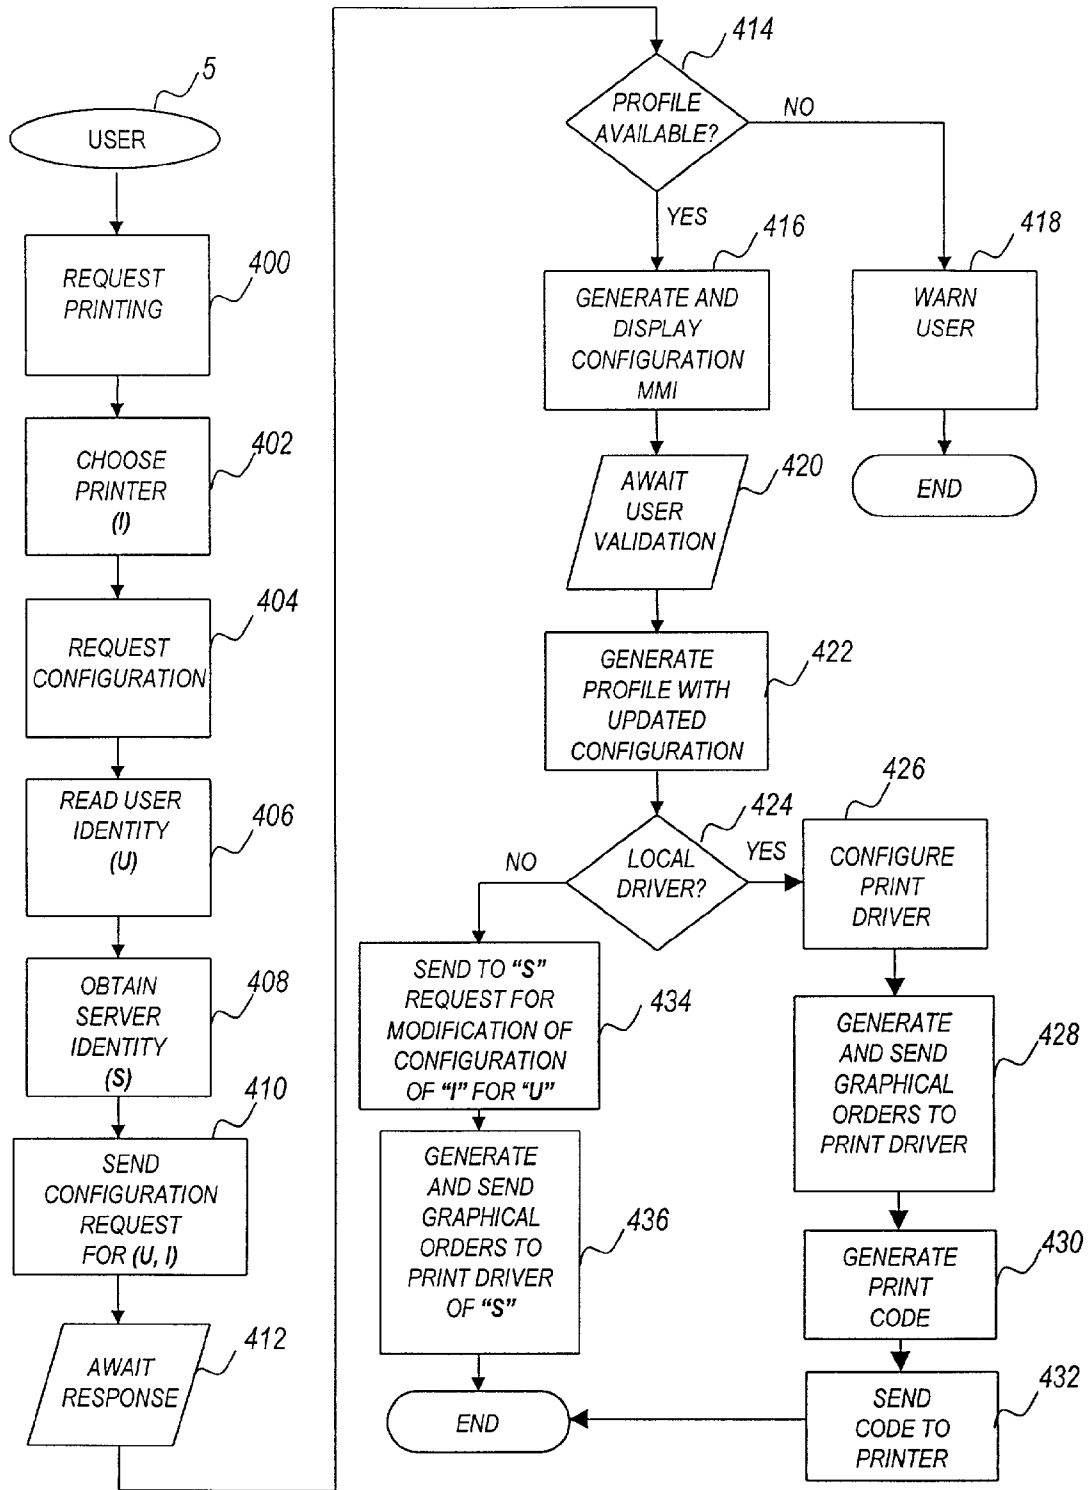 5
USER
REQUEST
PRINTING
400
CHOOSE
PRINTER
(I)
402
REQUEST
CONFIGURATION
404
READ USER
IDENTITY
(U)
406
OBTAIN
SERVER
IDENTITY
(S)
408
410
SEND
CONFIGURATION
REQUEST
FOR (U, I)
AWAIT
RESPONSE
412
414
PROFILE
AVAILABLE?
NO
YES
416
GENERATE AND
DISPLAY
CONFIGURATION
MMI
418
WARN
USER
END
AWAIT
USER
VALIDATION
420
GENERATE
PROFILE WITH
UPDATED
CONFIGURATION
422
424
LOCAL
DRIVER?
NO
YES
426
CONFIGURE
PRINT
DRIVER
SEND TO "S"
REQUEST FOR
MODIFICATION OF
CONFIGURATION
OF "I" FOR "U"
434
GENERATE
AND SEND
GRAPHICAL
ORDERS TO
PRINT DRIVER
428
GENERATE
AND SEND
GRAPHICAL
ORDERS TO
PRINT DRIVER
OF "S"
436
GENERATE
PRINT
CODE
430
SEND
CODE TO
PRINTER
432
END